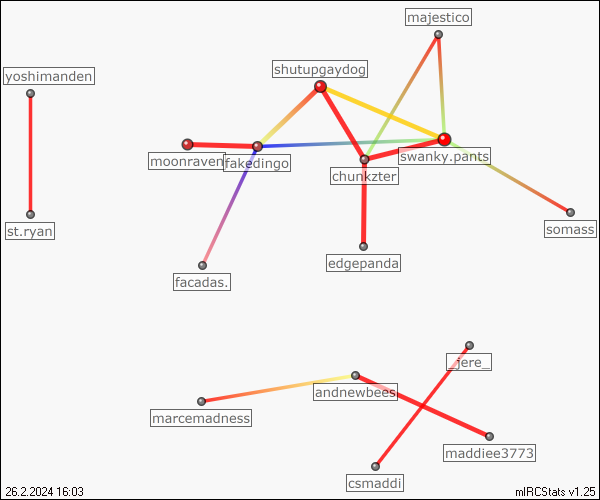 majestico
shutupgaydog
yoshimanden
moonraven
fakedingo
swanky.pants
chunkzter
st.ryan
somass
edgepanda
facadas.
_jere_
andnewbees
marcemadness
maddiee3773
csmaddi
26.2.2024 16:03
mIRCStats v1.25